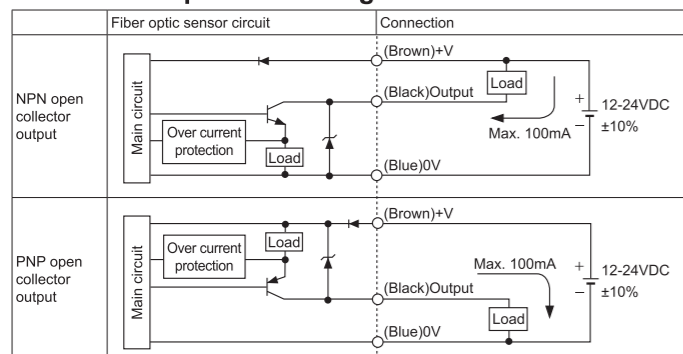 Fiber optic sensor circuit
Connection
NPN open
collector
output
Main circuit
Over current
protection
Load
(Brown)+V
(Black)Output
(Blue)0V
Load
Max. 100mA
+
−
12-24VDC
±10%
PNP open
collector
output
Main circuit
Over current
protection
Load
(Brown)+V
(Black)Output
(Blue)0V
Max. 100mA
Load
+
−
12-24VDC
±10%